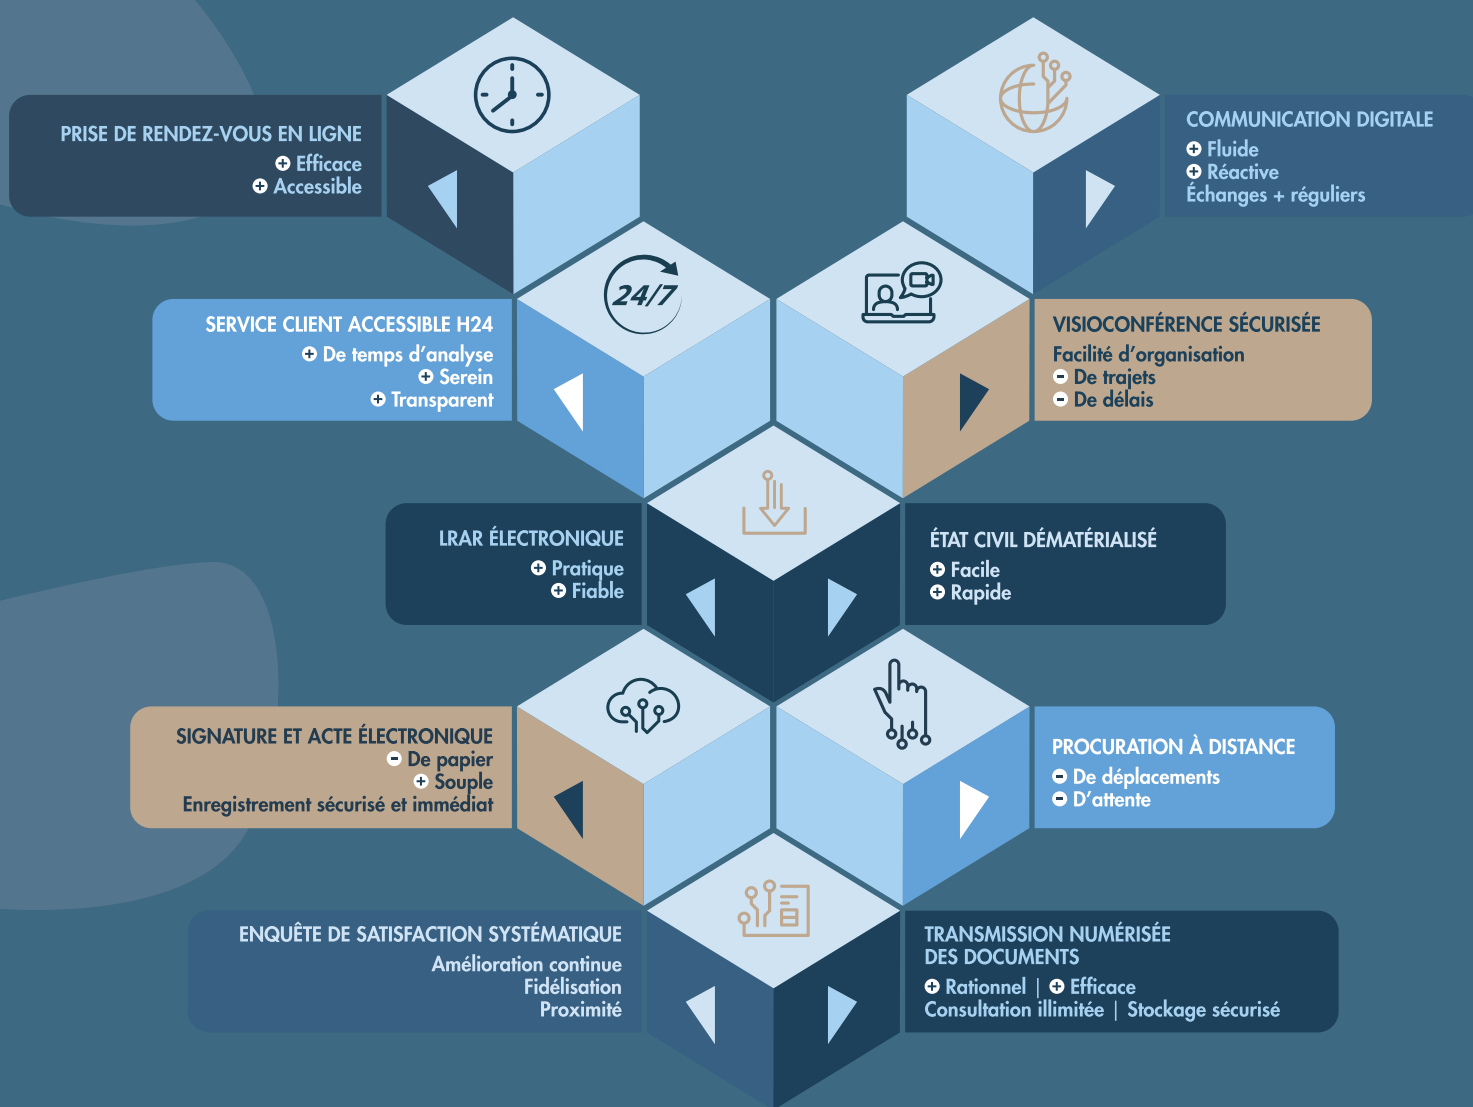 PRISE DE RENDEZ-VOUS EN LIGNE
+ Efficace
+ Accessible
COMMUNICATION DIGITALE
+ Fluide
+ Réactive
Échanges + réguliers
24/7
SERVICE CLIENT ACCESSIBLE H24
+ De temps d'analyse
+ Serein
+ Transparent
VISIOCONFÉRENCE SÉCURISÉE
Facilité d'organisation
- De trajets
- De délais
LRAR ÉLECTRONIQUE
+ Pratique
+ Fiable
ÉTAT CIVIL DÉMATÉRIALISÉ
+ Facile
+ Rapide
SIGNATURE ET ACTE ÉLECTRONIQUE
- De papier
+ Souple
Enregistrement sécurisé et immédiat
PROCURATION À DISTANCE
- De déplacements
- D'attente
ENQUÊTE DE SATISFACTION SYSTÉMATIQUE
Amélioration continue
Fidélisation
Proximité
TRANSMISSION NUMÉRISÉE
DES DOCUMENTS
+ Rationnel | + Efficace
Consultation illimitée | Stockage sécurisé